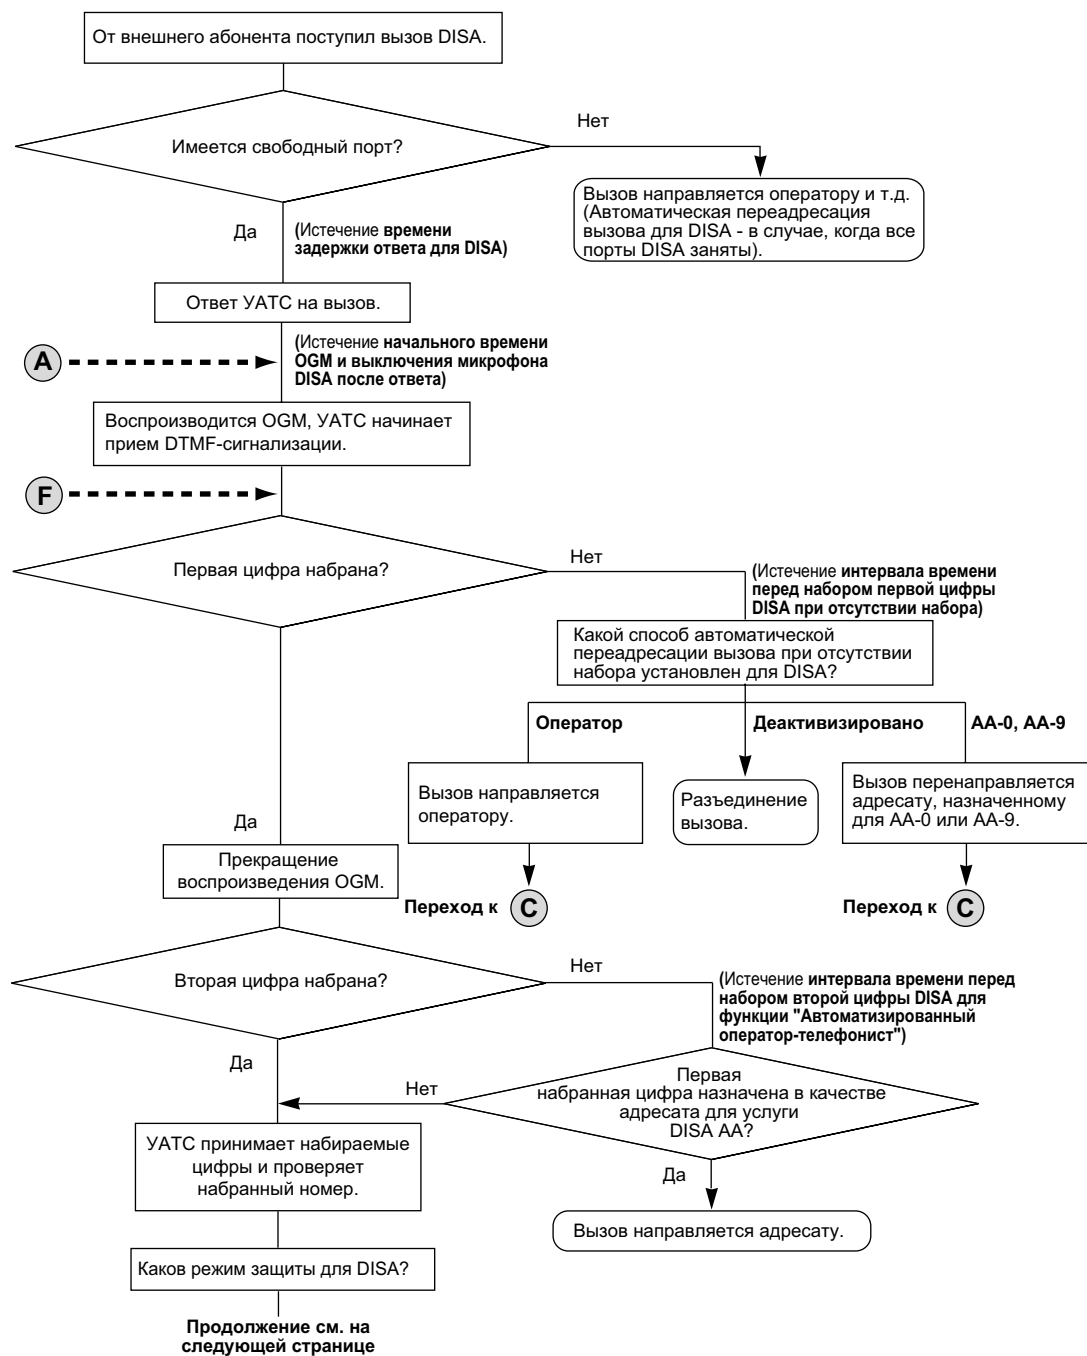 От внешнего абонента поступил вызов DISA.
Имеется свободный порт?
Нет
Вызов направляется оператору и т.д.
(Автоматическая переадресация
вызова для DISA - в случае, когда все
порты DISA заняты).
Да
(Истечение времени
задержки ответа для DISA)
Ответ УАТС на вызов.
(Истечение начального времени
OGM и выключения микрофона
DISA после ответа)
A
Воспроизводится OGM, УАТС начинает
прием DTMF-сигнализации.
F
Первая цифра набрана?
Нет
(Истечение интервала времени
перед набором первой цифры
DISA при отсутствии набора)
Какой способ автоматической
переадресации вызова при отсутствии
набора установлен для DISA?
Оператор
Деактивизировано
AA-0, AA-9
Вызов направляется
оператору.
Разъединение
вызова.
Вызов перенаправляется
адресату, назначенному
для AA-0 или AA-9.
Да
Прекращение
воспроизведения OGM.
Переход к C
Переход к C
Вторая цифра набрана?
Нет
(Истечение интервала времени перед
набором второй цифры DISA для
функции "Автоматизированный
оператор-телефонист")
Да
Нет
Первая
набранная цифра назначена в качестве
адресата для услуги
DISA AA?
УАТС принимает набираемые
цифры и проверяет
набранный номер.
Да
Вызов направляется адресату.
Каков режим защиты для DISA?
Продолжение см. на
следующей странице